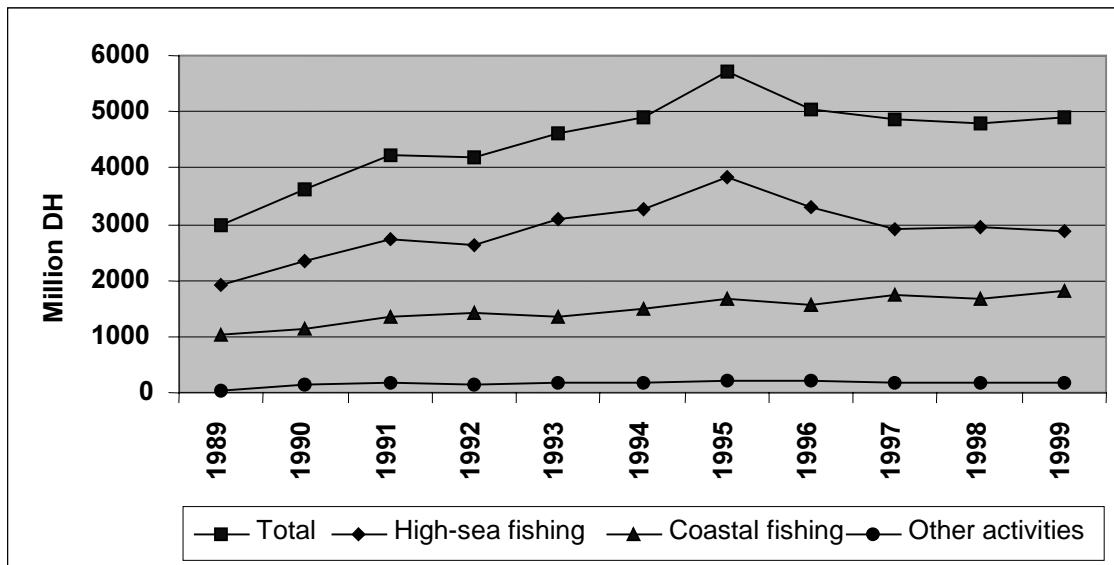 6000
5000
4000
3000
2000
1000
0
Million DH
1989 1990 1991 1992 1993 1994 1995 1996 1997 1998 1999
Total High-sea fishing Coastal fishing Other activities